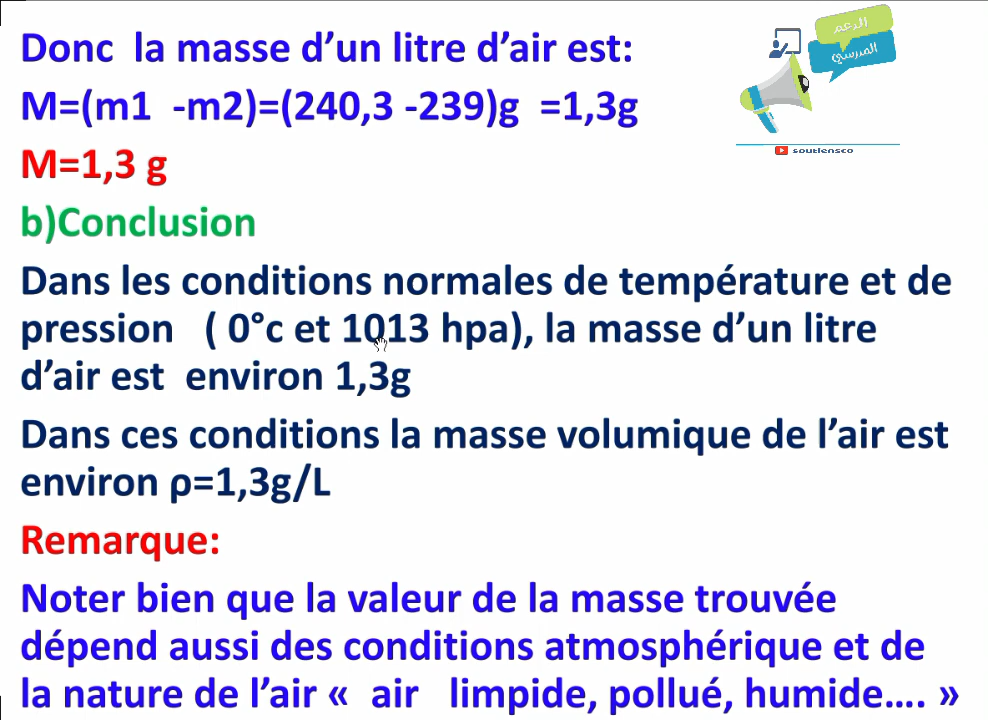 الدعم
المدرسي
soutiensco
Donc la masse d’un litre d’air est:
M=(m1 -m2)=(240,3 -239)g =1,3g
M=1,3 g
b)Conclusion
Dans les conditions normales de température et de
pression ( 0°c et 1013 hpa), la masse d’un litre
d’air est environ 1,3g
Dans ces conditions la masse volumique de l’air est
environ ρ=1,3g/L
Remarque:
Noter bien que la valeur de la masse trouvée
dépend aussi des conditions atmosphérique et de
la nature de l’air « air limpide, pollué, humide…. »